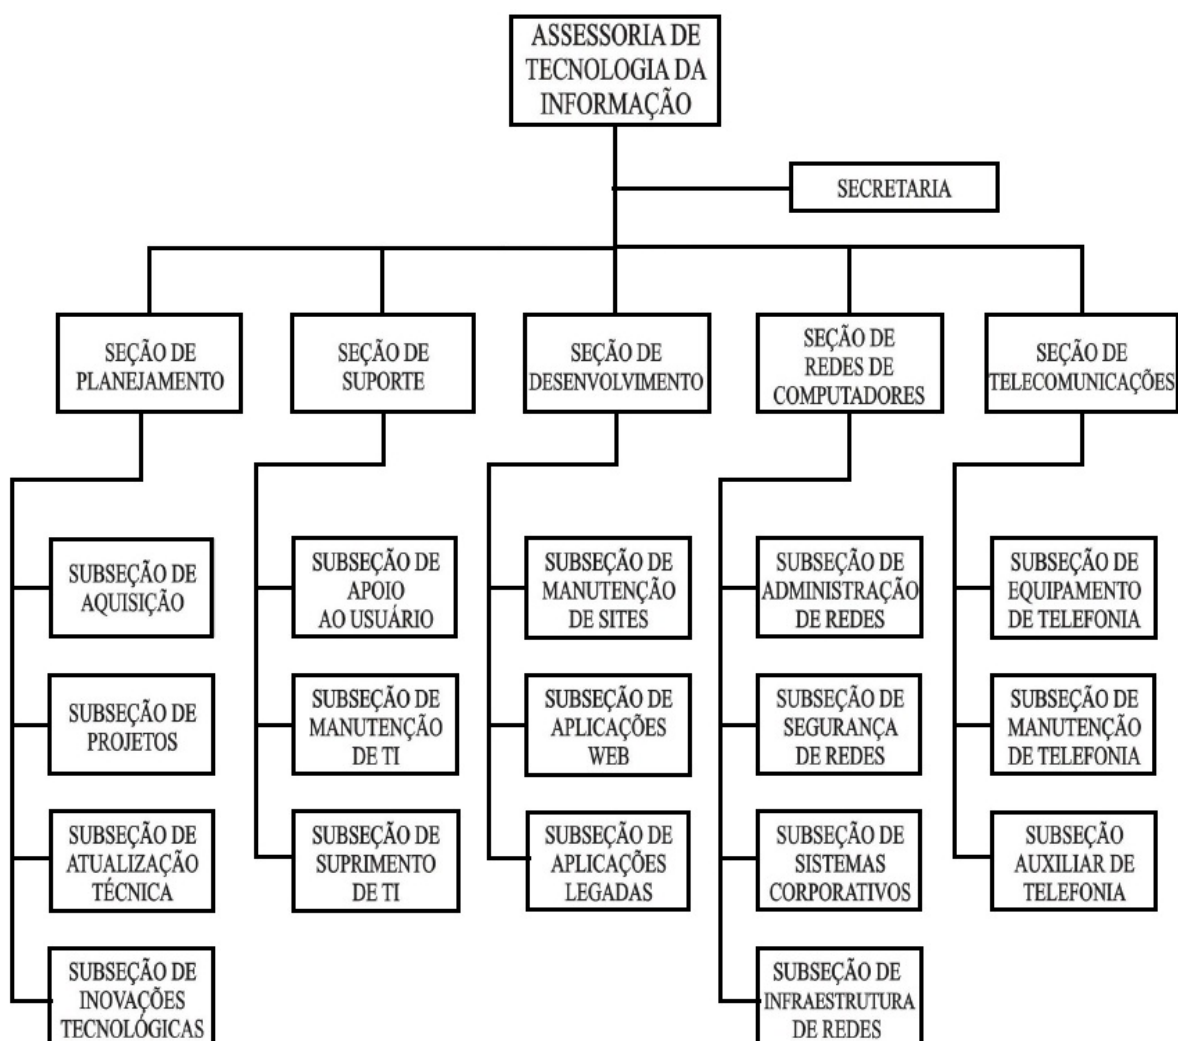 ASSESSORIA DE
TECNOLOGIA DA
INFORMAÇÃO
SECRETARIA
SEÇÃO DE
PLANEJAMENTO
SEÇÃO DE
SUPORTE
SEÇÃO DE
DESENVOLVIMENTO
SEÇÃO DE
REDES DE
COMPUTADORES
SEÇÃO DE
TELECOMUNICAÇÕES
SUBSEÇÃO DE
AQUISIÇÃO
SUBSEÇÃO DE
APOIO
AO USUÁRIO
SUBSEÇÃO DE
MANUTENÇÃO
DE SITES
SUBSEÇÃO DE
ADMINISTRAÇÃO
DE REDES
SUBSEÇÃO DE
EQUIPAMENTO
DE TELEFONIA
SUBSEÇÃO DE
PROJETOS
SUBSEÇÃO DE
MANUTENÇÃO
DE TI
SUBSEÇÃO DE
APLICAÇÕES
WEB
SUBSEÇÃO DE
SEGURANÇA
DE REDES
SUBSEÇÃO DE
MANUTENÇÃO
DE TELEFONIA
SUBSEÇÃO DE
ATUALIZAÇÃO
TÉCNICA
SUBSEÇÃO DE
SUPRIMENTO
DE TI
SUBSEÇÃO DE
APLICAÇÕES
LEGADAS
SUBSEÇÃO DE
SISTEMAS
CORPORATIVOS
SUBSEÇÃO
AUXILIAR DE
TELEFONIA
SUBSEÇÃO DE
INOVAÇÕES
TECNOLÓGICAS
SUBSEÇÃO DE
INFRAESTRUTURA
DE REDES